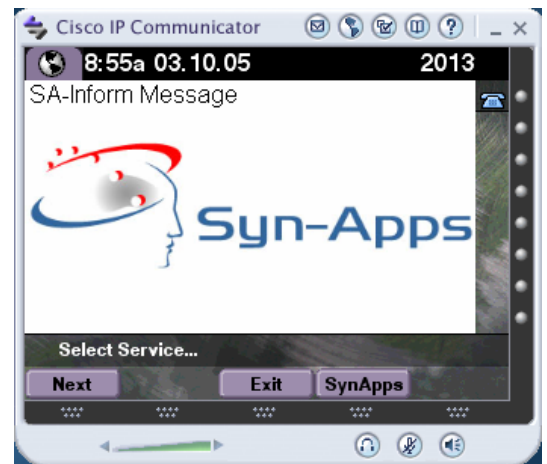 Cisco IP Communicator
8:55a 03.10.05 2013
SA-Inform Message
Syn-Apps
Select Service...
Next Exit SynApps